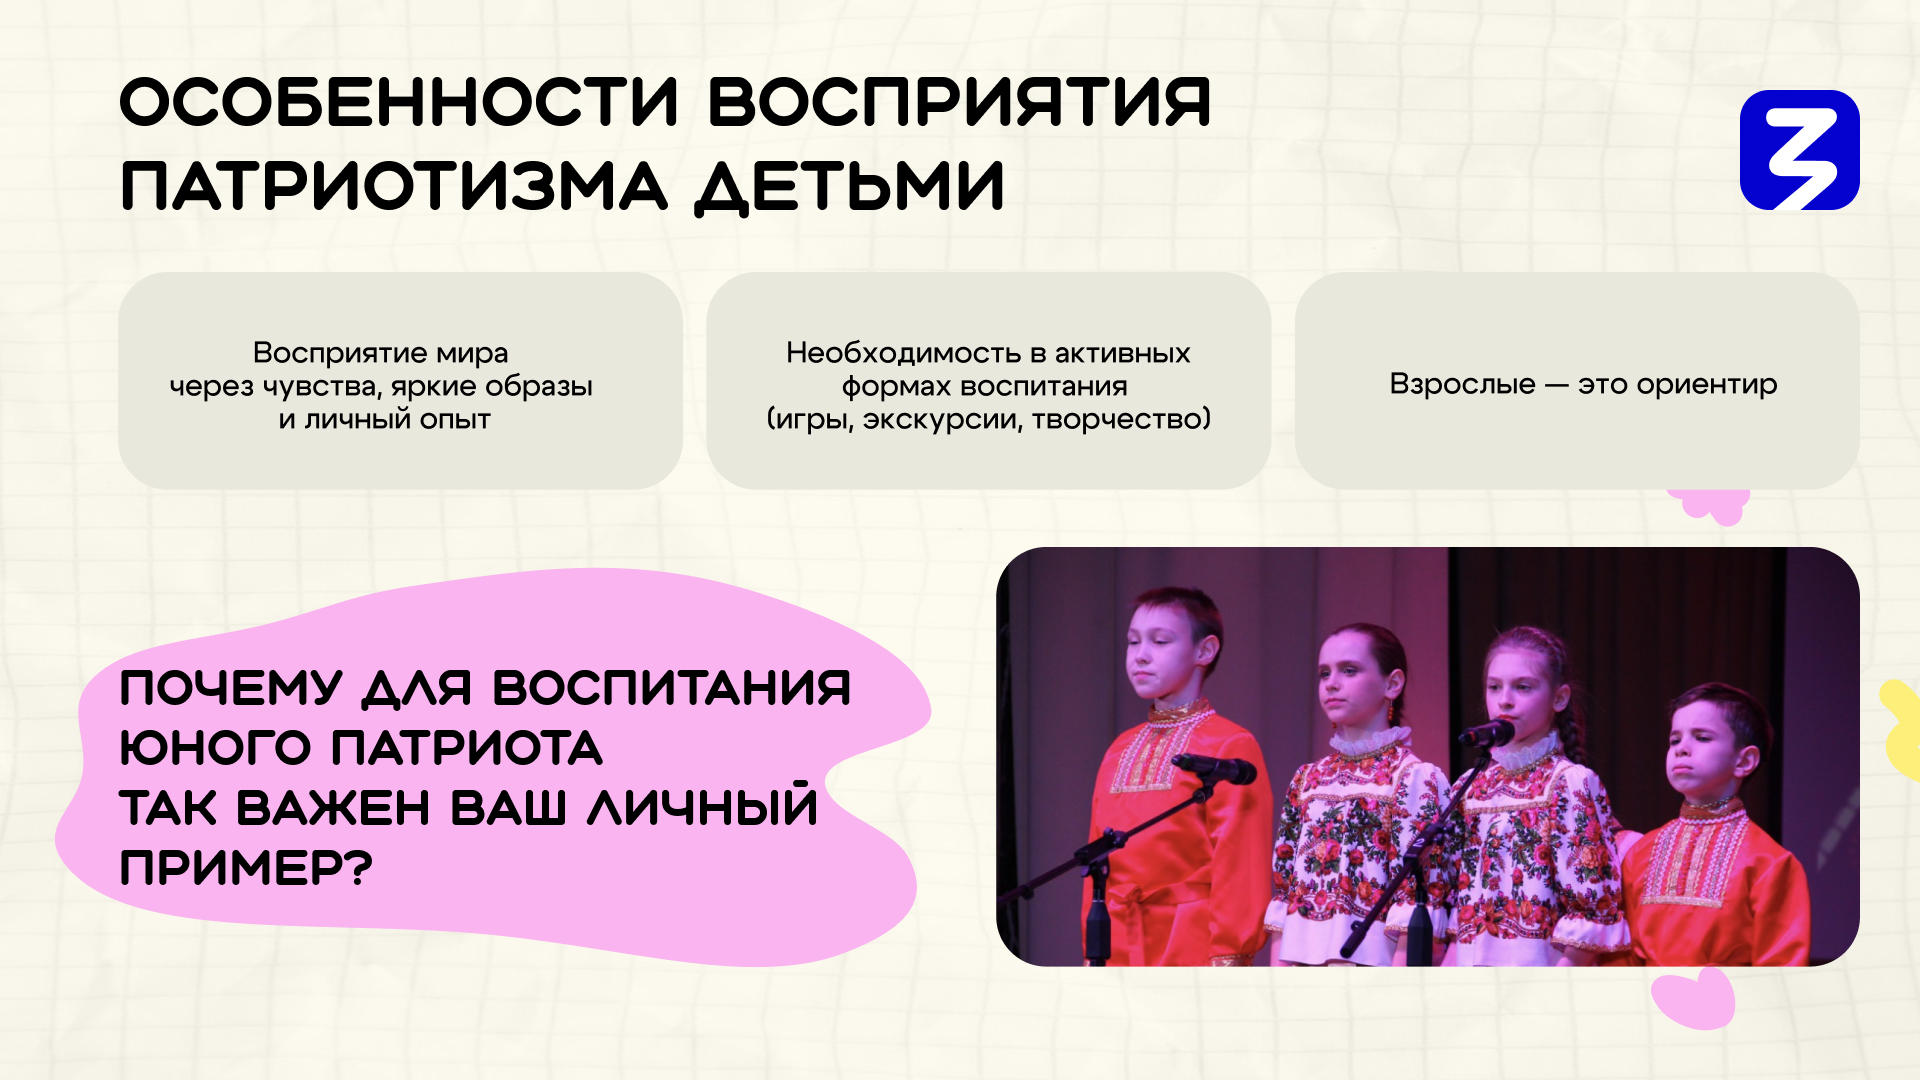 ОСОБЕННОСТИ ВОСПРИЯТИЯ
ПАТРИОТИЗМА ДЕТЬМИ
Восприятие мира
через чувства, яркие образы
и личный опыт
Необходимость в активных
формах воспитания
(игры, экскурсии, творчество)
Взрослые — это ориентир
ПОЧЕМУ ДЛЯ ВОСПИТАНИЯ
ЮНОГО ПАТРИОТА
ТАК ВАЖЕН ВАШ ЛИЧНЫЙ
ПРИМЕР?